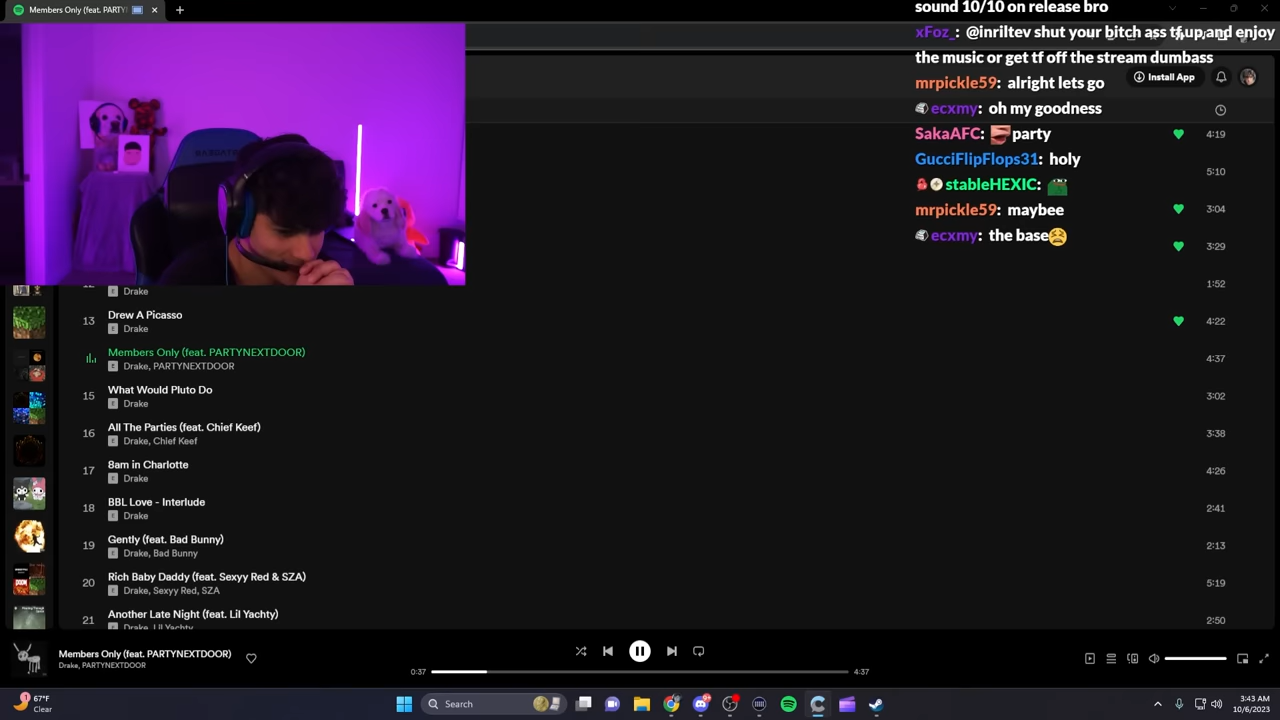 Members Only (feat. PARTY
sound 10/10 on release bro
xFoz_: @inriltev shut your bitch ass tf up and enjoy
the music or get tf off the stream dumbass
Install App
mrpickle59: alright lets go
ecxmy: oh my goodness
SakaAFC: party
4:19
GucciFlipFlops31: holy
5:10
stableHEXIC:
mrpickle59: maybee
3:04
ecxmy: the base
3:29
1:52
E Drake
13 Drew A Picasso
4:22
E Drake
Members Only (feat. PARTYNEXTDOOR)
4:37
E Drake, PARTYNEXTDOOR
15 What Would Pluto Do
3:02
E Drake
16 All The Parties (feat. Chief Keef)
3:38
E Drake, Chief Keef
17 8am in Charlotte
4:26
E Drake
18 BBL Love - Interlude
2:41
E Drake
19 Gently (feat. Bad Bunny)
2:13
E Drake, Bad Bunny
20 Rich Baby Daddy (feat. Sexyy Red & SZA)
5:19
E Drake, Sexyy Red, SZA
21 Another Late Night (feat. Lil Yachty)
2:50
Drake, Lil Yachty
Members Only (feat. PARTYNEXTDOOR)
Drake, PARTYNEXTDOOR
0:37
4:37
67°F
Clear
Search
3:43 AM
10/6/2023